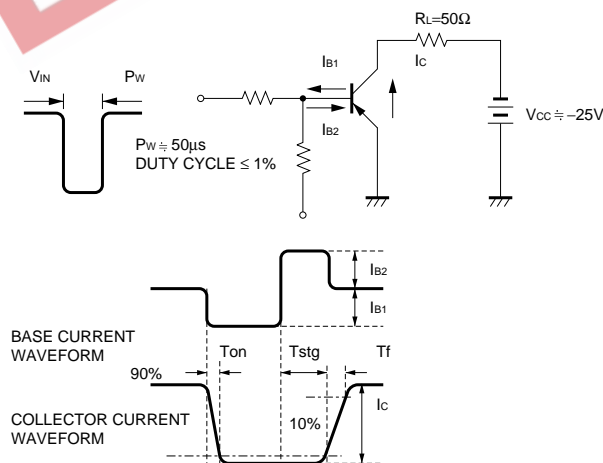 RL=50Ω
IB1
VIN
PW
IC
IB2
VCC ≒ −25V
PW ≒ 50μs
DUTY CYCLE ≤ 1%
IB2
IB1
BASE CURRENT
WAVEFORM
Ton
Tstg
Tf
90%
IC
10%
COLLECTOR CURRENT
WAVEFORM